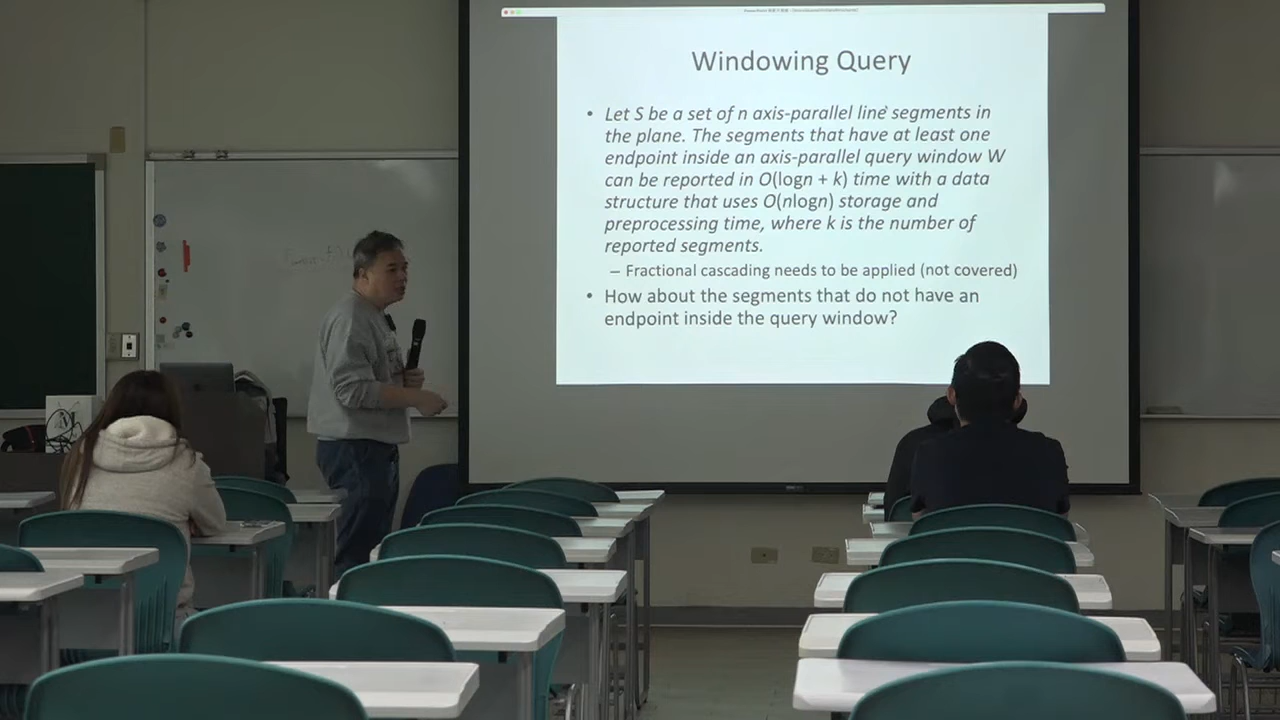 Windowing Query
• Let S be a set of n axis-parallel line segments in
the plane. The segments that have at least one
endpoint inside an axis-parallel query window W
can be reported in O(logn + k) time with a data
structure that uses O(nlogn) storage and
preprocessing time, where k is the number of
reported segments.
– Fractional cascading needs to be applied (not covered)
• How about the segments that do not have an
endpoint inside the query window?